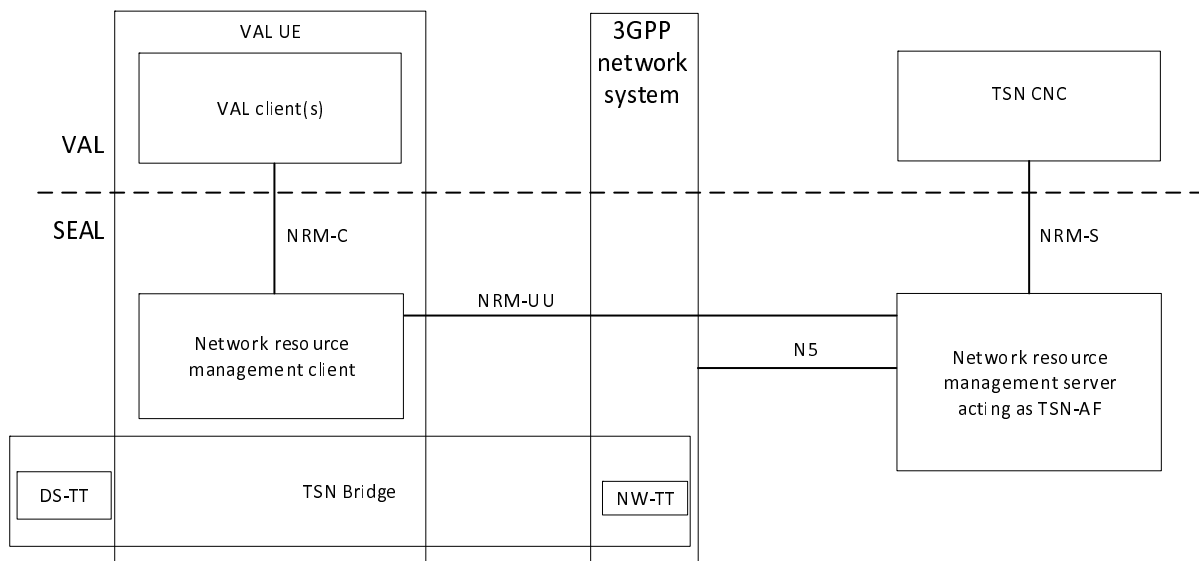 VAL UE
3GPP
network
system
VAL client(s)
TSN CNC
VAL
SEAL
NRM-C
NRM-S
NRM-UU
N5
Network resource
management client
Network resource
management server
acting as TSN-AF
DS-TT
TSN Bridge
NW-TT